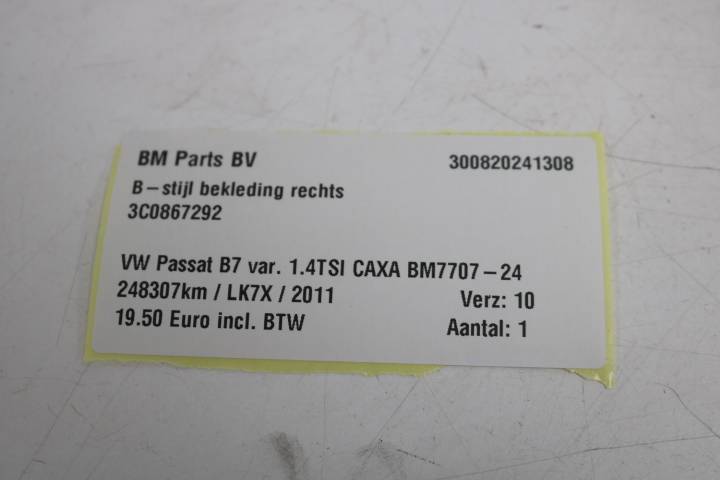 BM Parts BV 300820241308
B-stijl bekleding rechts
3C0867292
VW Passat B7 var. 1.4TSI CAXA BM7707-24
248307km / LK7X / 2011 Verz: 10
19.50 Euro incl. BTW Aantal: 1